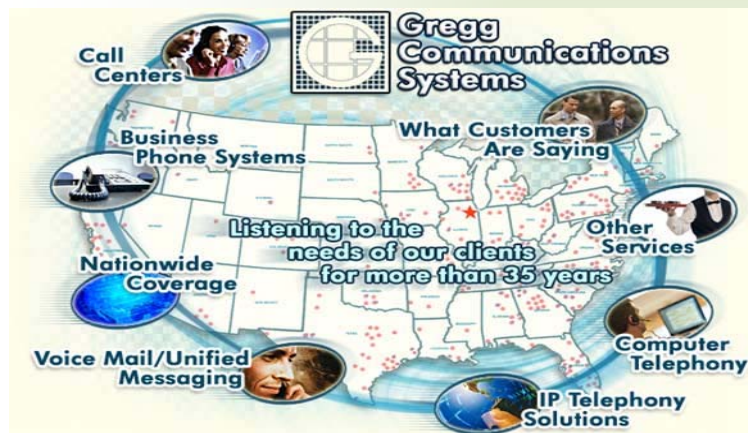 Gregg
Communications
Systems
Call
Centers
What Customers
Are Saying
Business
Phone Systems
Listening to the
needs of our clients
for more than 35 years
Other
Services
Nationwide
Coverage
Computer
Telephony
Voice Mail/Unified
Messaging
IP Telephony
Solutions